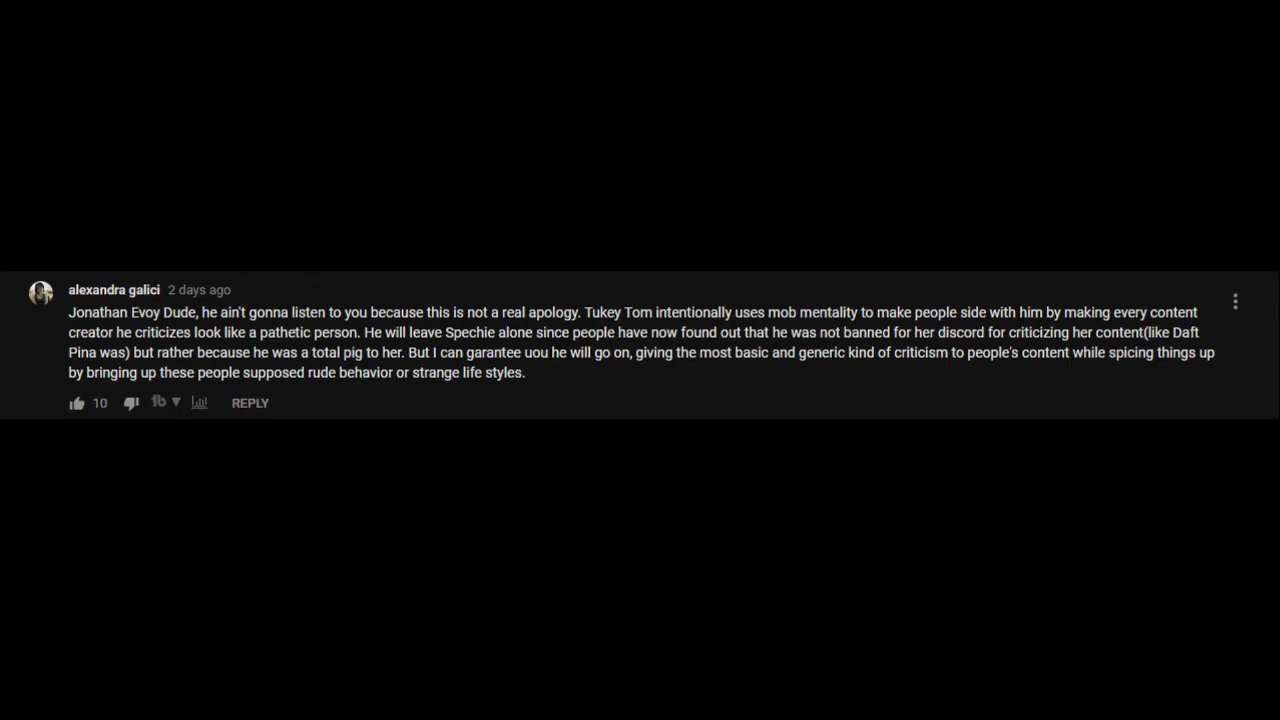 alexandra galici 2 days ago
Jonathan Evoy Dude, he ain't gonna listen to you because this is not a real apology. Tukey Tom intentionally uses mob mentality to make people side with him by making every content
creator he criticizes look like a pathetic person. He will leave Spechie alone since people have now found out that he was not banned for her discord for criticizing her content(like Daft
Pina was) but rather because he was a total pig to her. But I can garantee uou he will go on, giving the most basic and generic kind of criticism to people's content while spicing things up
by bringing up these people supposed rude behavior or strange life styles.
10 tb REPLY